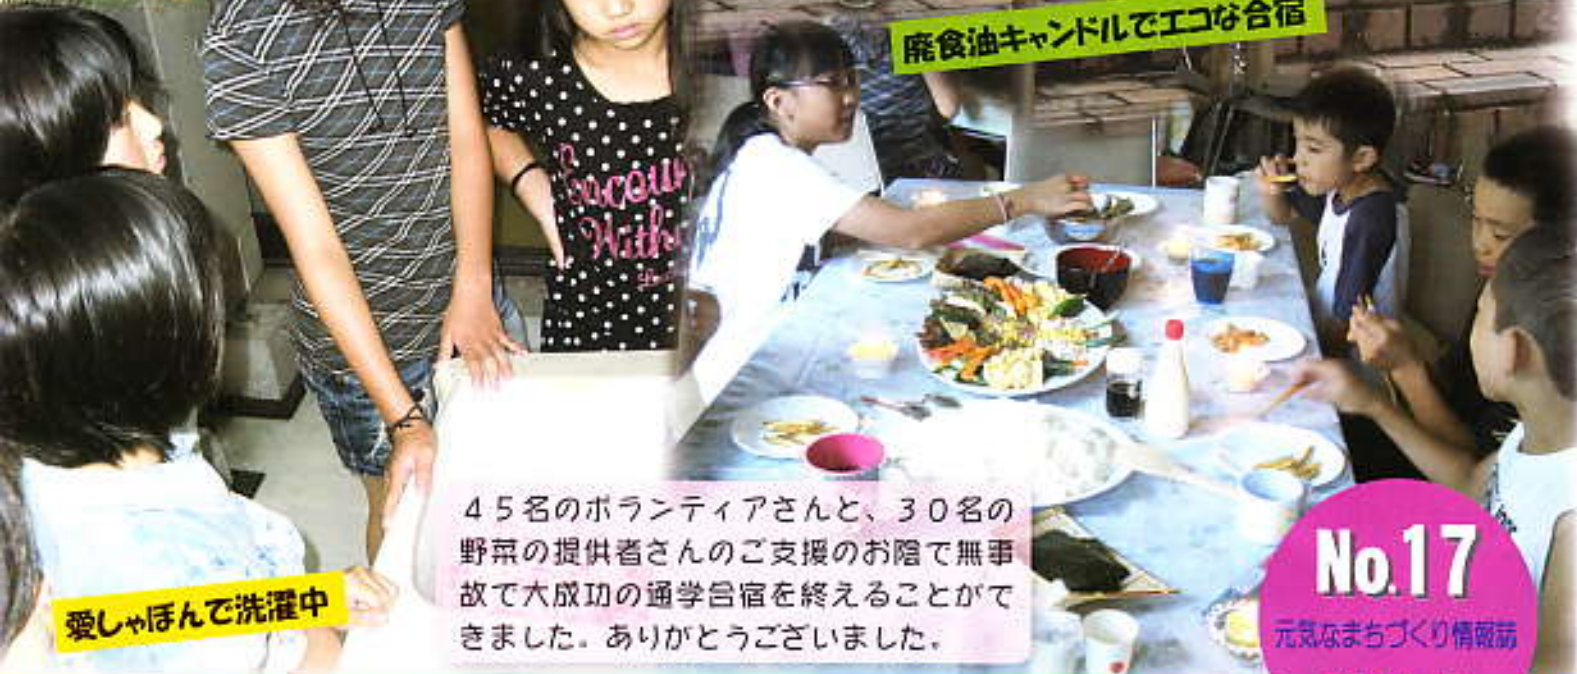 廃食油キャンドルでエコな合宿
愛しゃぼんで洗濯中
45名のボランティアさんと、30名の
野菜の提供者さんのご支援のお陰で無事
故で大成功の通学合宿を終えることがで
きました。ありがとうございました。
No.17
元気なまちづくり情報誌